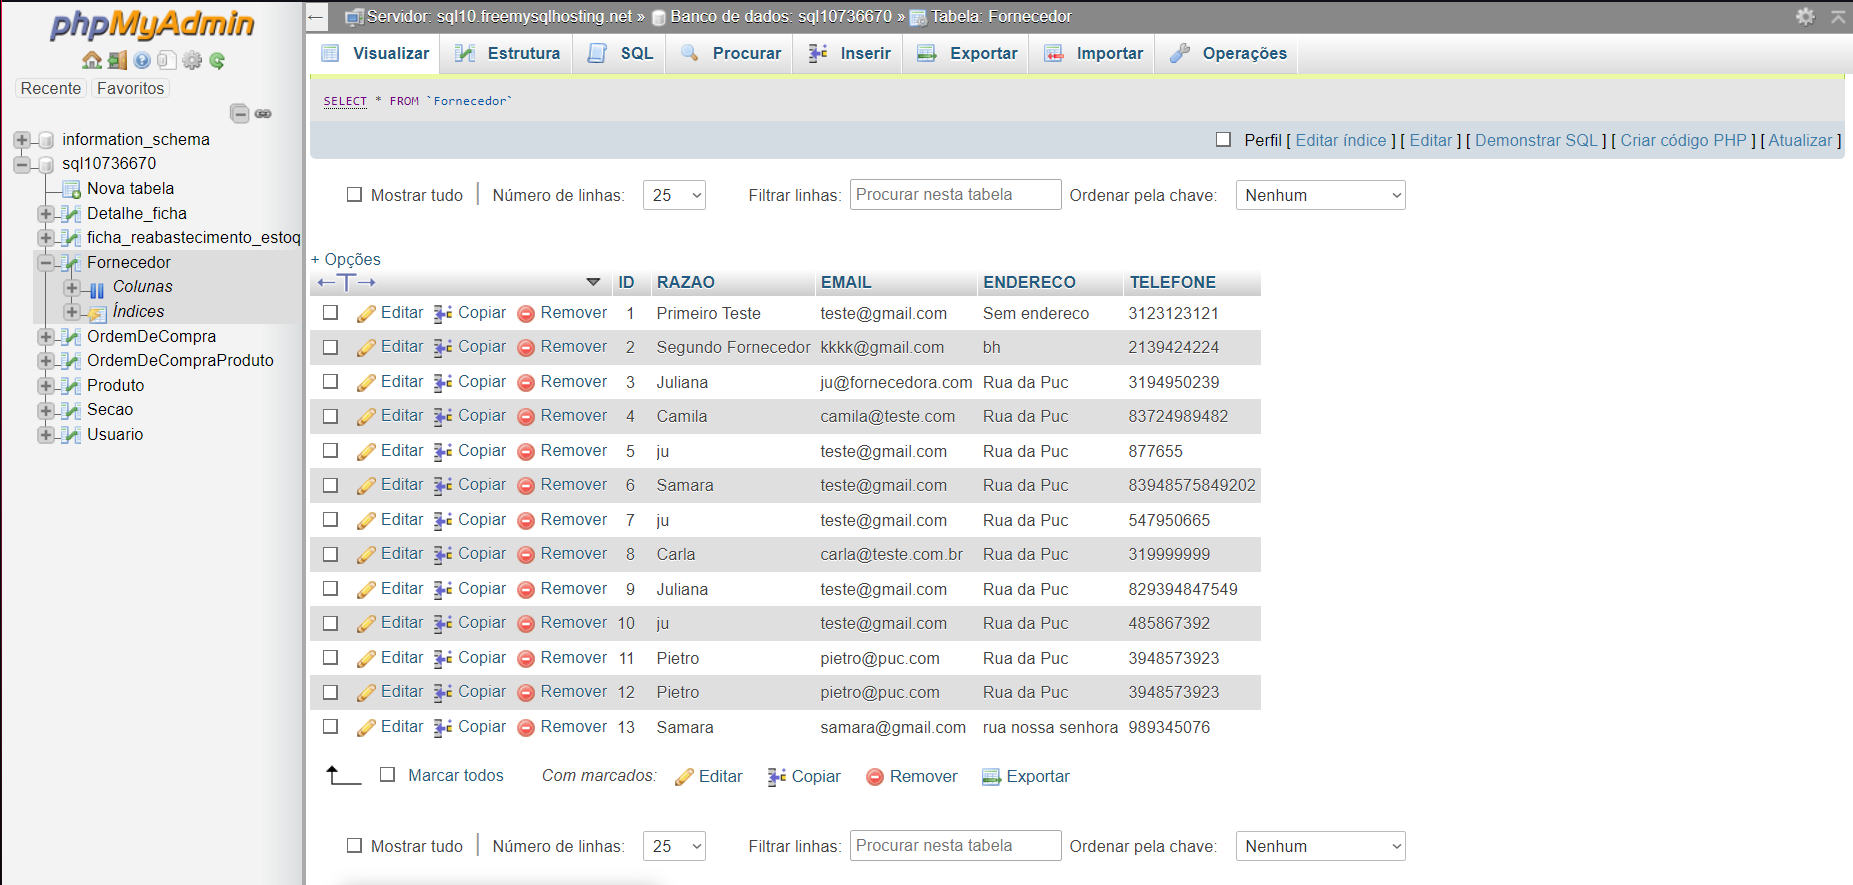 phpMyAdmin
Recente Favoritos
information_schema
sql10736670
Nova tabela
Detalhe_ficha
ficha_reabastecimento_estoq
Fornecedor
Colunas
Índices
OrdemDeCompra
OrdemDeCompraProduto
Produto
Secao
Usuario
← Servidor: sql10.freemysqlhosting.net » Banco de dados: sql10736670 » Tabela: Fornecedor
Visualizar Estrutura SQL Procurar Inserir Exportar Importar Operações
SELECT * FROM `Fornecedor`
Perfil [ Editar índice ] [ Editar ] [ Demonstrar SQL ] [ Criar código PHP ] [ Atualizar ]
Mostrar tudo | Número de linhas: 25 Filtrar linhas: Procurar nesta tabela Ordenar pela chave: Nenhum
+ Opções
←T→ ID RAZAO EMAIL ENDERECO TELEFONE
Editar Copiar Remover 1 Primeiro Teste teste@gmail.com Sem endereco 3123123121
Editar Copiar Remover 2 Segundo Fornecedor kkkk@gmail.com bh 2139424224
Editar Copiar Remover 3 Juliana ju@fornecedora.com Rua da Puc 3194950239
Editar Copiar Remover 4 Camila camila@teste.com Rua da Puc 83724989482
Editar Copiar Remover 5 ju teste@gmail.com Rua da Puc 877655
Editar Copiar Remover 6 Samara teste@gmail.com Rua da Puc 83948575849202
Editar Copiar Remover 7 ju teste@gmail.com Rua da Puc 547950665
Editar Copiar Remover 8 Carla carla@teste.com.br Rua da Puc 319999999
Editar Copiar Remover 9 Juliana teste@gmail.com Rua da Puc 829394847549
Editar Copiar Remover 10 ju teste@gmail.com Rua da Puc 485867392
Editar Copiar Remover 11 Pietro pietro@puc.com Rua da Puc 3948573923
Editar Copiar Remover 12 Pietro pietro@puc.com Rua da Puc 3948573923
Editar Copiar Remover 13 Samara samara@gmail.com rua nossa senhora 989345076
Marcar todos Com marcados: Editar Copiar Remover Exportar
Mostrar tudo | Número de linhas: 25 Filtrar linhas: Procurar nesta tabela Ordenar pela chave: Nenhum